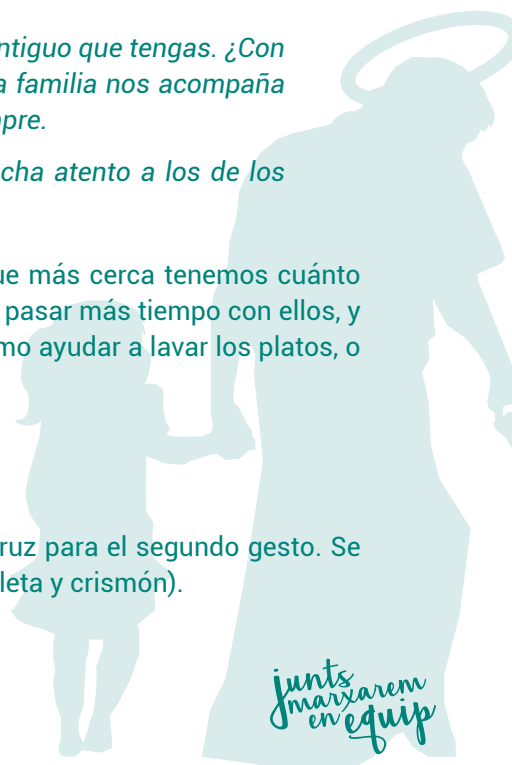 ntiguo que tengas. ¿Con
a familia nos acompaña
pre.
cha atento a los de los
ue más cerca tenemos cuánto
pasar más tiempo con ellos, y
mo ayudar a lavar los platos, o
ruz para el segundo gesto. Se
leta y crismón).
junts
marxarem
en equip